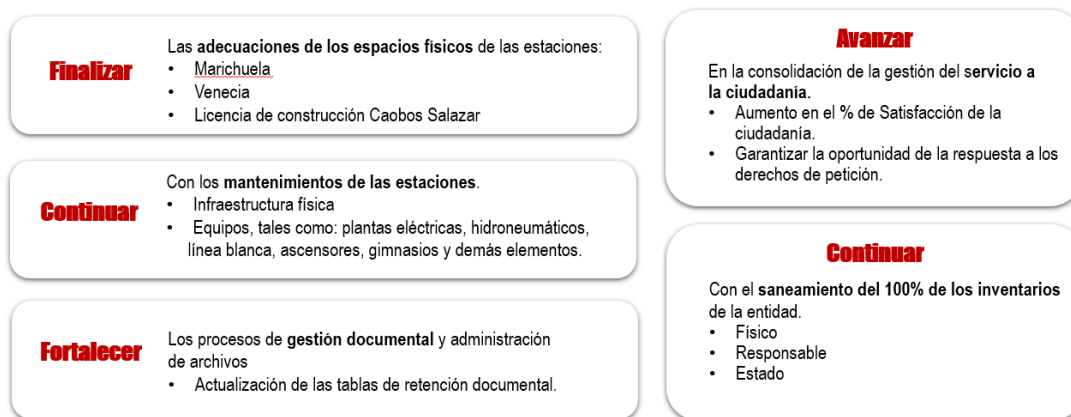 Finalizar
Las adecuaciones de los espacios físicos de las estaciones:
• Marichuela
• Venecia
• Licencia de construcción Caobos Salazar
Continuar
Con los mantenimientos de las estaciones.
• Infraestructura física
• Equipos, tales como: plantas eléctricas, hidroneumáticos,
línea blanca, ascensores, gimnasios y demás elementos.
Fortalecer
Los procesos de gestión documental y administración
de archivos
• Actualización de las tablas de retención documental.
Avanzar
En la consolidación de la gestión del servicio a
la ciudadanía.
• Aumento en el % de Satisfacción de la
ciudadanía.
• Garantizar la oportunidad de la respuesta a los
derechos de petición.
Continuar
Con el saneamiento del 100% de los inventarios
de la entidad.
• Físico
• Responsable
• Estado